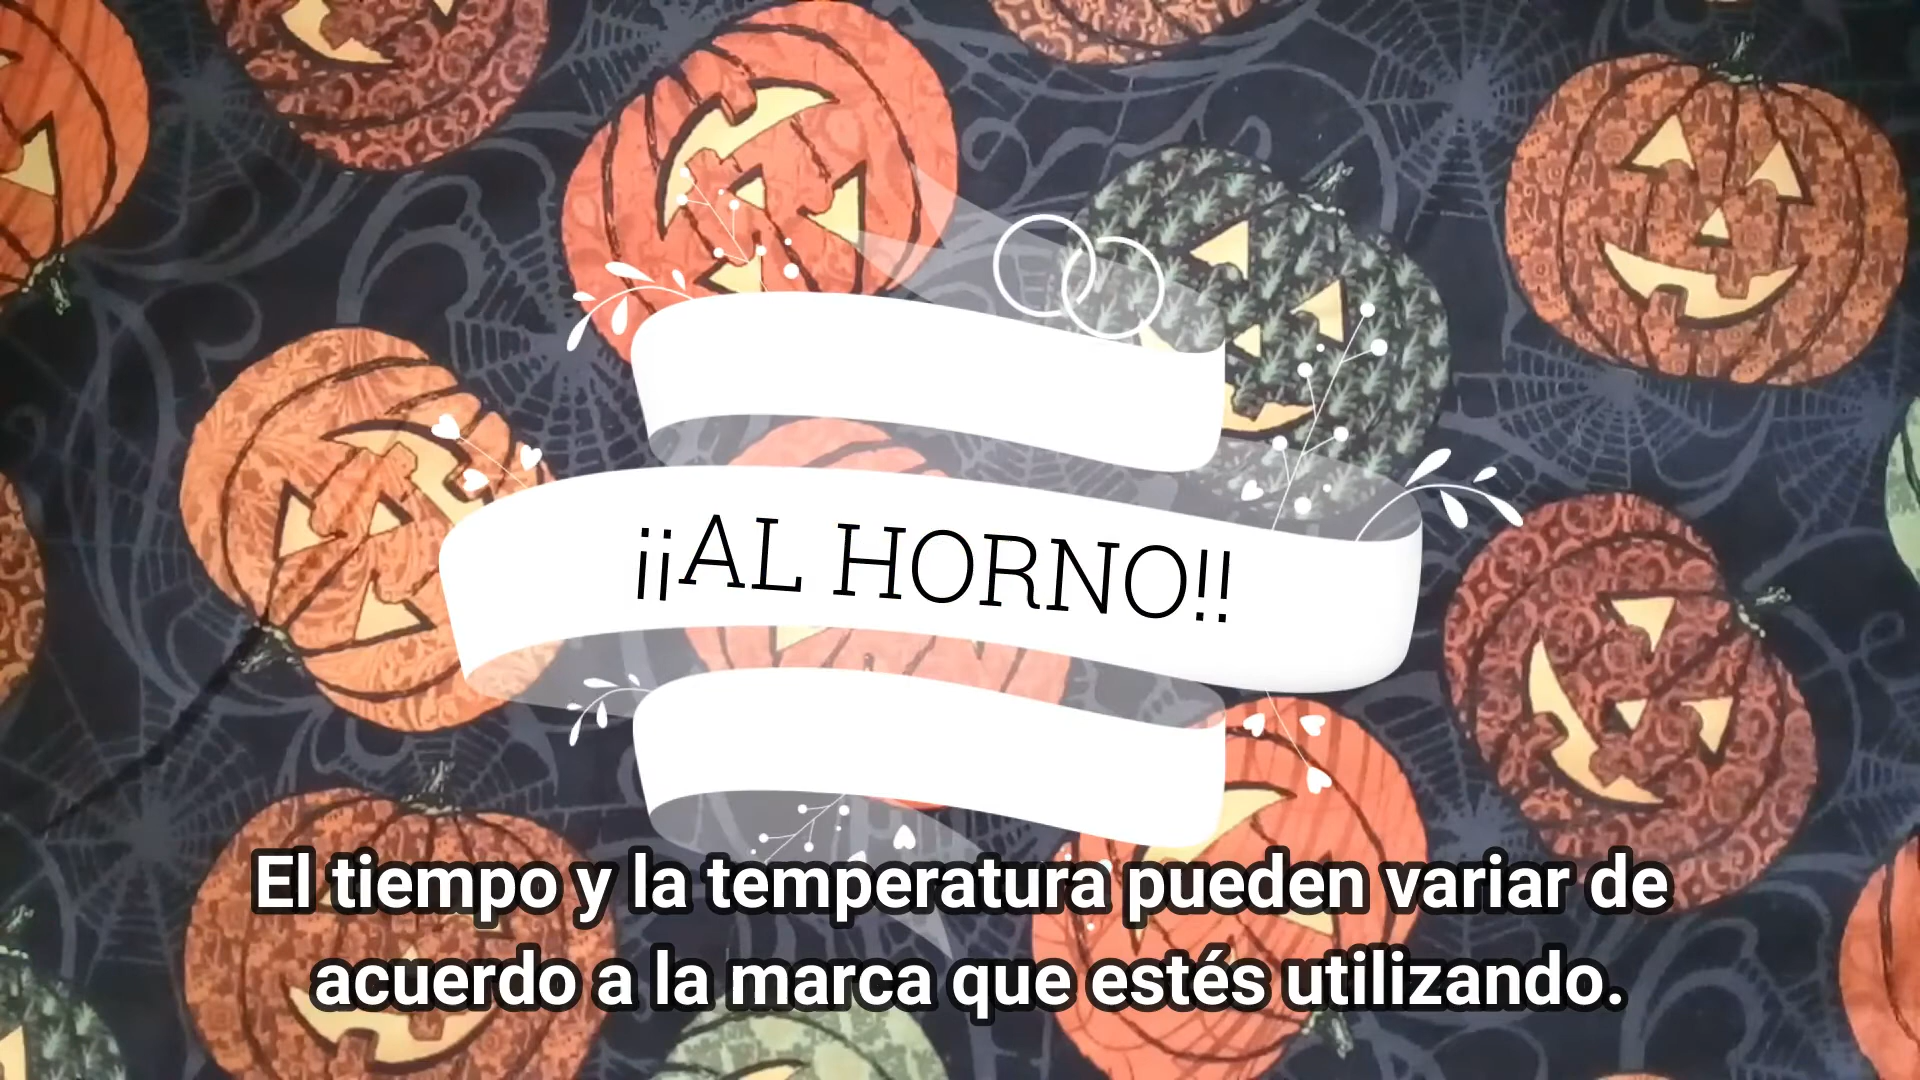 ¡¡AL HORNO!!
El tiempo y la temperatura pueden variar de
acuerdo a la marca que estés utilizando.